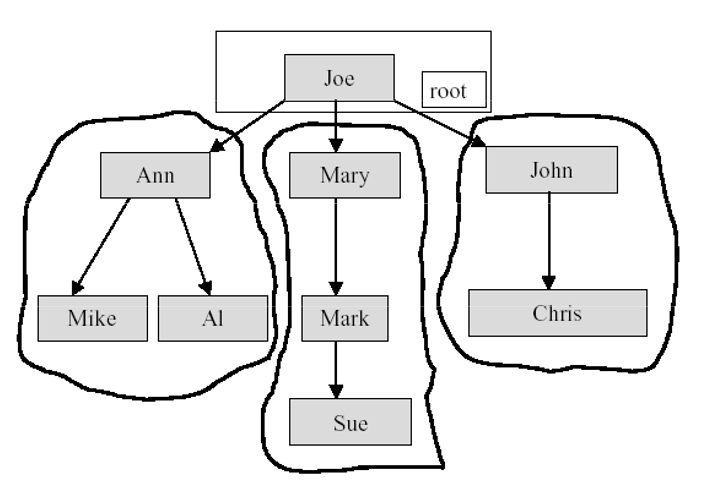 Joe
root
Ann
Mary
John
Mike
Al
Mark
Chris
Sue